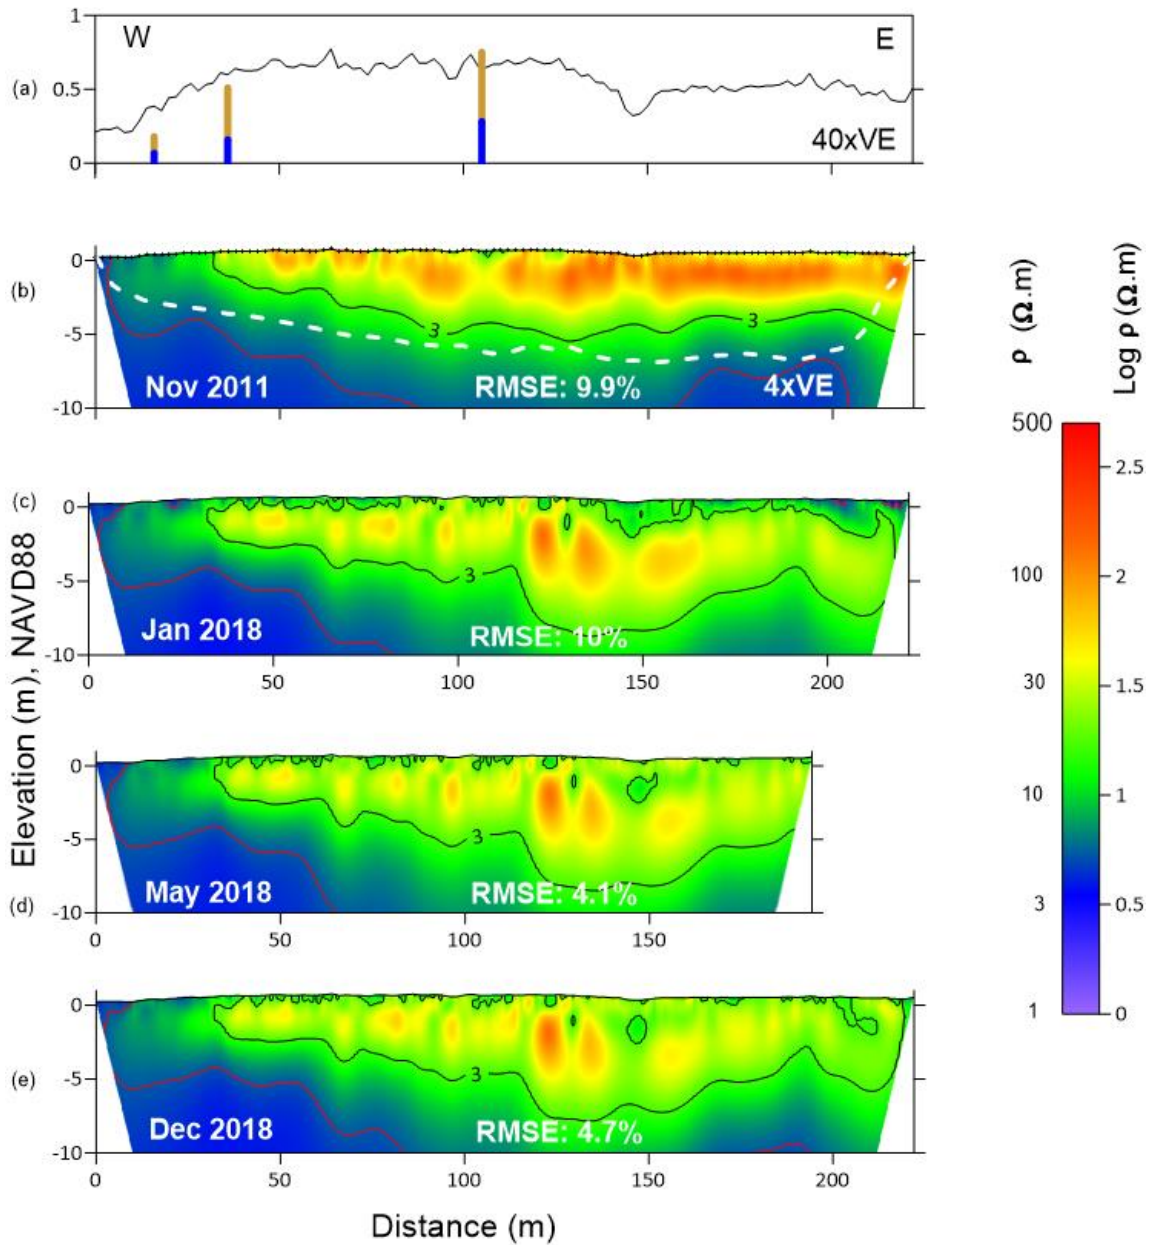 1
W
E
(a)
0.5
40xVE
0
0
(b)
-5
3
3
Nov 2011
RMSE: 9.9%
4xVE
-10
(c)
0
-5
3
Jan 2018
RMSE: 10%
-10
0
50
100
150
200
0
-5
3
May 2018
RMSE: 4.1%
(d)
-10
0
50
100
150
0
(e)
-5
3
Dec 2018
RMSE: 4.7%
-10
0
50
100
150
200
Elevation (m), NAVD88
Distance (m)
ρ (Ω.m)
Log ρ (Ω.m)
500
2.5
100
2
30
1.5
10
1
3
0.5
1
0